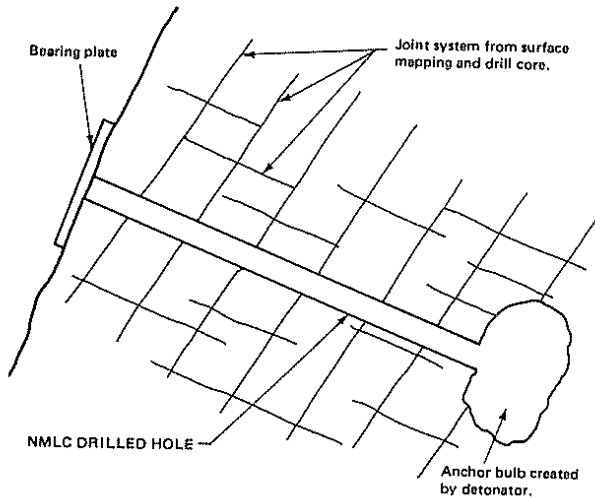 Bearing plate
Joint system from surface
mapping and drill core.
NMLC DRILLED HOLE
Anchor bulb created
by detonator.